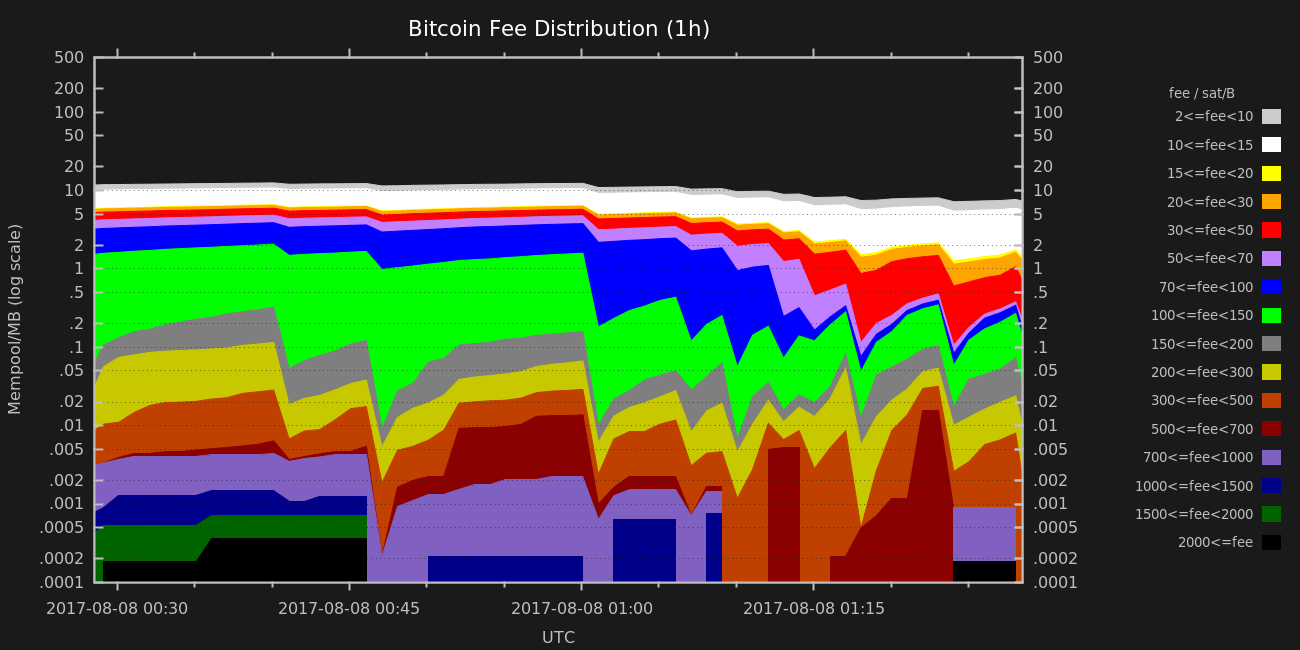 Bitcoin Fee Distribution (1h)
500
200
100
50
20
10
5
2
1
.5
.2
.1
.05
.02
.01
.005
.002
.001
.0005
.0002
.0001
Mempool/MB (log scale)
500
200
100
50
20
10
5
2
1
.5
.2
.1
.05
.02
.01
.005
.002
.001
.0005
.0002
.0001
2017-08-08 00:30 2017-08-08 00:45 2017-08-08 01:00 2017-08-08 01:15
UTC
fee / sat/B
2<=fee<10
10<=fee<15
15<=fee<20
20<=fee<30
30<=fee<50
50<=fee<70
70<=fee<100
100<=fee<150
150<=fee<200
200<=fee<300
300<=fee<500
500<=fee<700
700<=fee<1000
1000<=fee<1500
1500<=fee<2000
2000<=fee